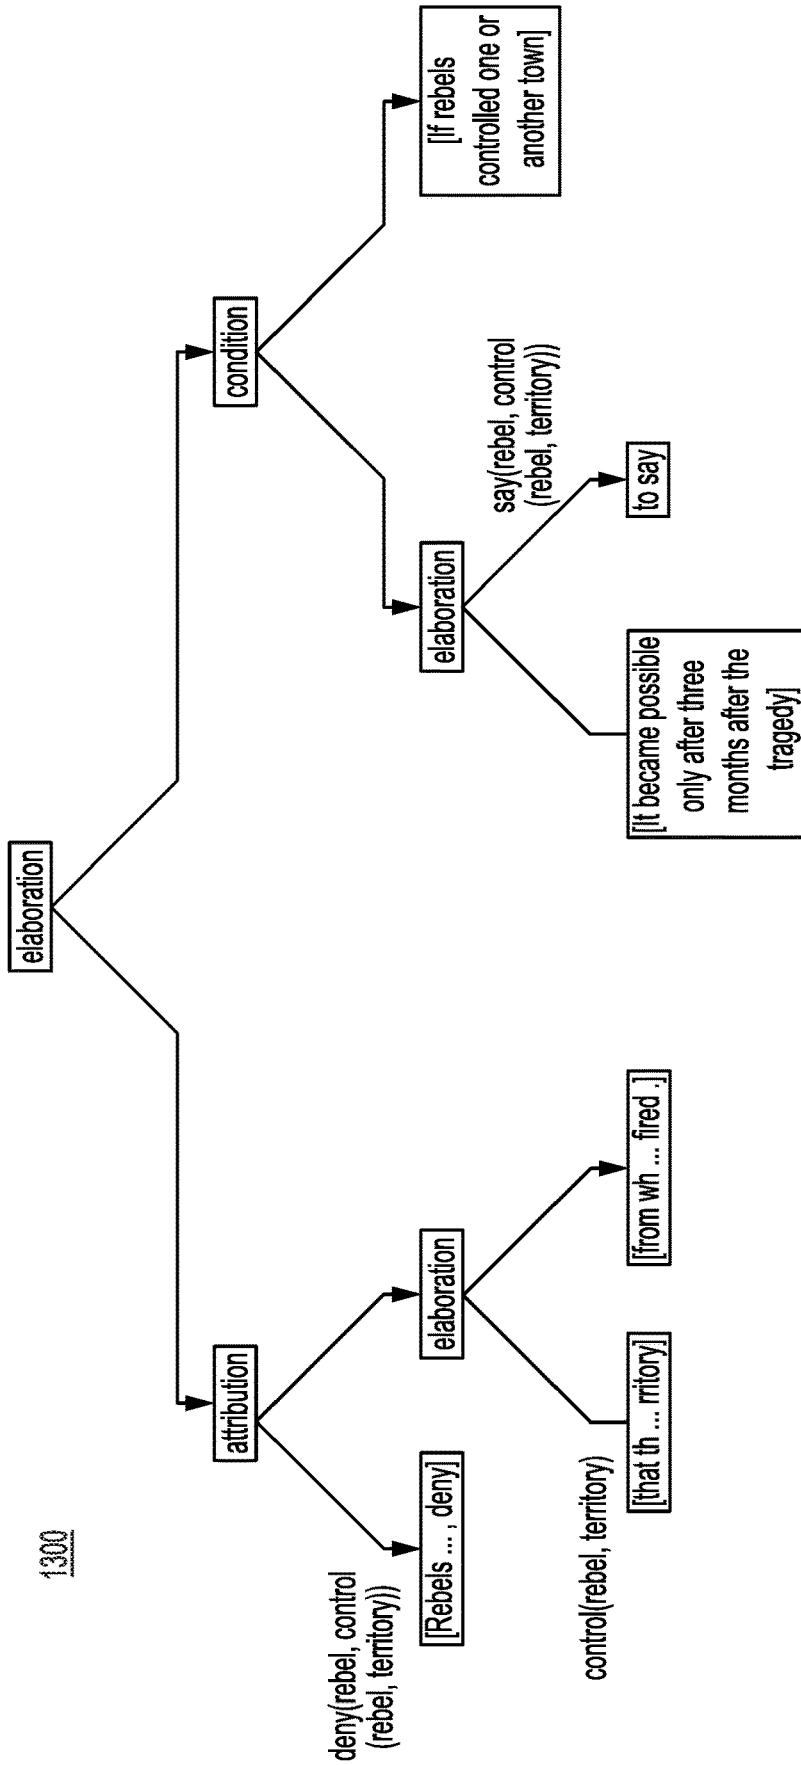 1300
elaboration
attribution
condition
deny(rebel, control
(rebel, territory))
[Rebels ... , deny]
elaboration
elaboration
[If rebels
controlled one or
another town]
control(rebel, territory)
[that th ... rritory]
[from wh ... fired .]
say(rebel, control
(rebel, territory))
[It became possible
only after three
months after the
tragedy]
to say